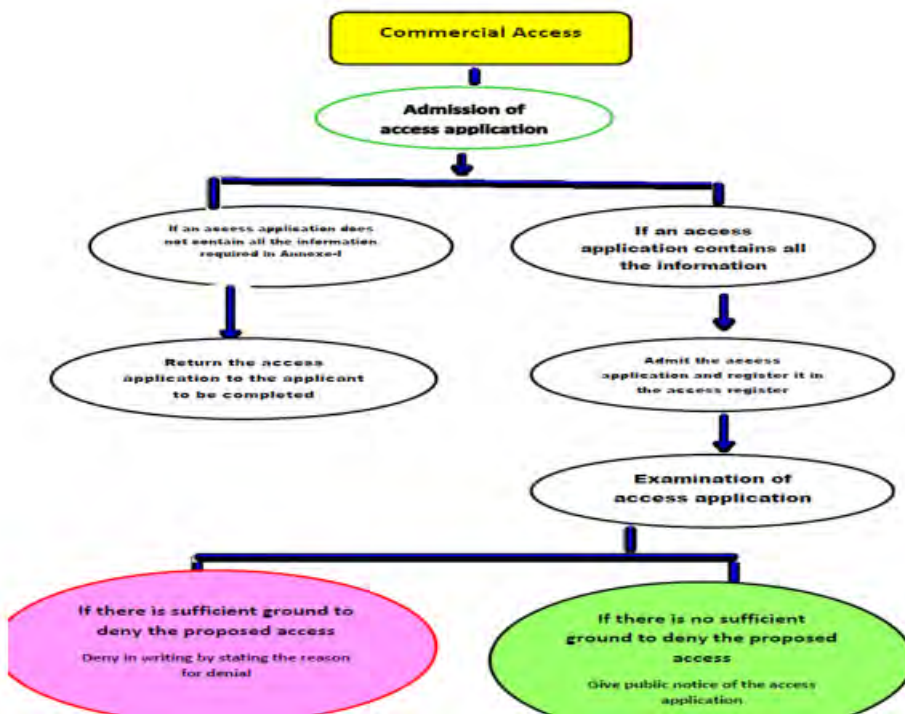 Commercial Access
Admission of
access application
If an access application does
not contain all the information
required in Annexe-I
If an access
application contains all
the information
Return the access
application to the applicant
to be completed
Admit the access
application and register it in
the access register
Examination of
access application
If there is sufficient ground to
deny the proposed access
Deny in writing by stating the reason
for denial
If there is no sufficient
ground to deny the proposed
access
Give public notice of the access
application